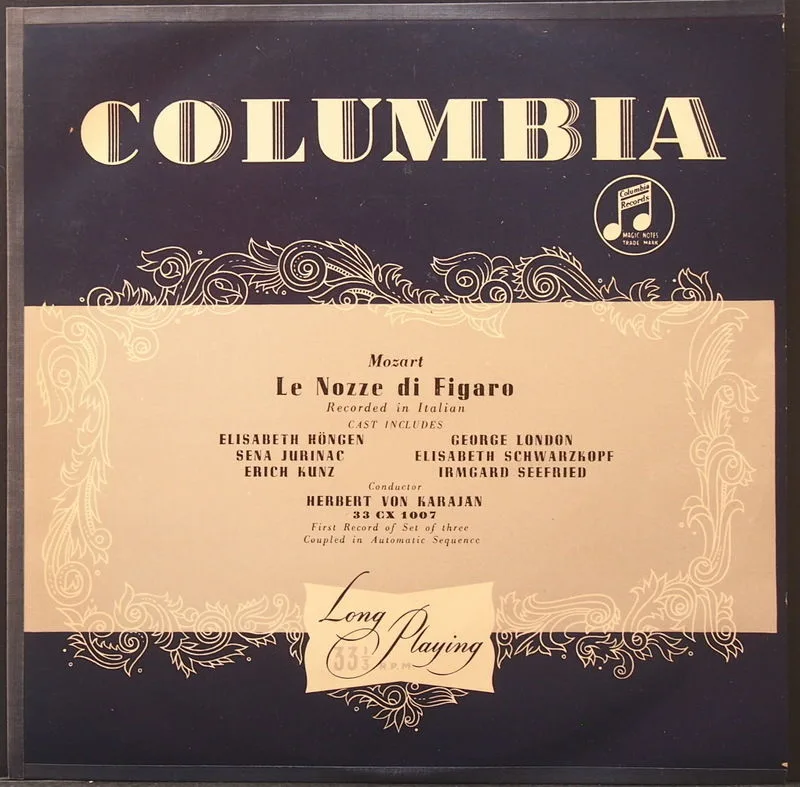 COLUMBIA
Columbia
Records
MAGIC NOTES
TRADE MARK
Mozart
Le Nozze di Figaro
Recorded in Italian
CAST INCLUDES
ELISABETH HÖNGEN GEORGE LONDON
SENA JURINAC ELISABETH SCHWARZKOPF
ERICH KUNZ IRMGARD SEEFRIED
Conductor
HERBERT VON KARAJAN
33 CX 1007
First Record of Set of three
Coupled in Automatic Sequence
Long
Playing
33 1/3 R.P.M